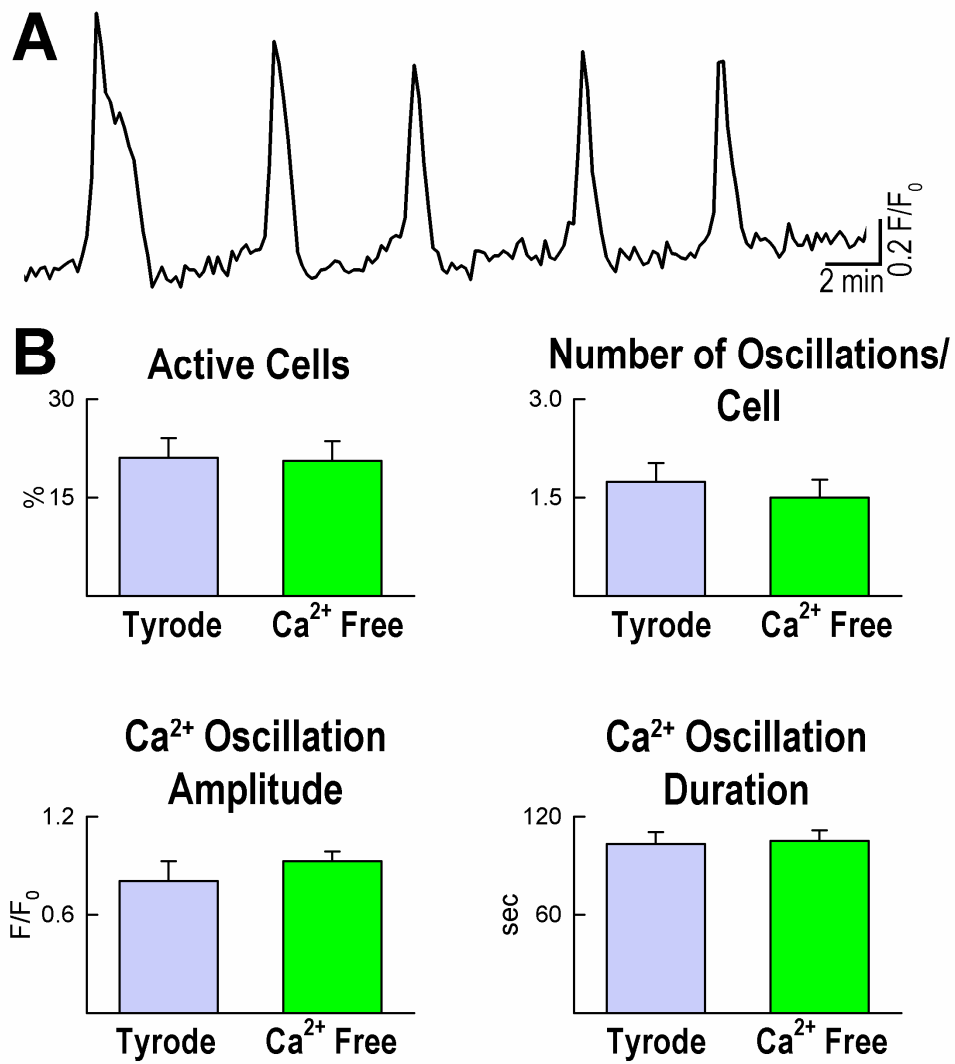 A
0.2 F/F0
2 min
B
Active Cells
30
% 15
Tyrode Ca2+ Free
Number of Oscillations/
Cell
3.0
1.5
Tyrode Ca2+ Free
Ca2+ Oscillation
Amplitude
1.2
F/F0 0.6
Tyrode Ca2+ Free
Ca2+ Oscillation
Duration
120
sec 60
Tyrode Ca2+ Free